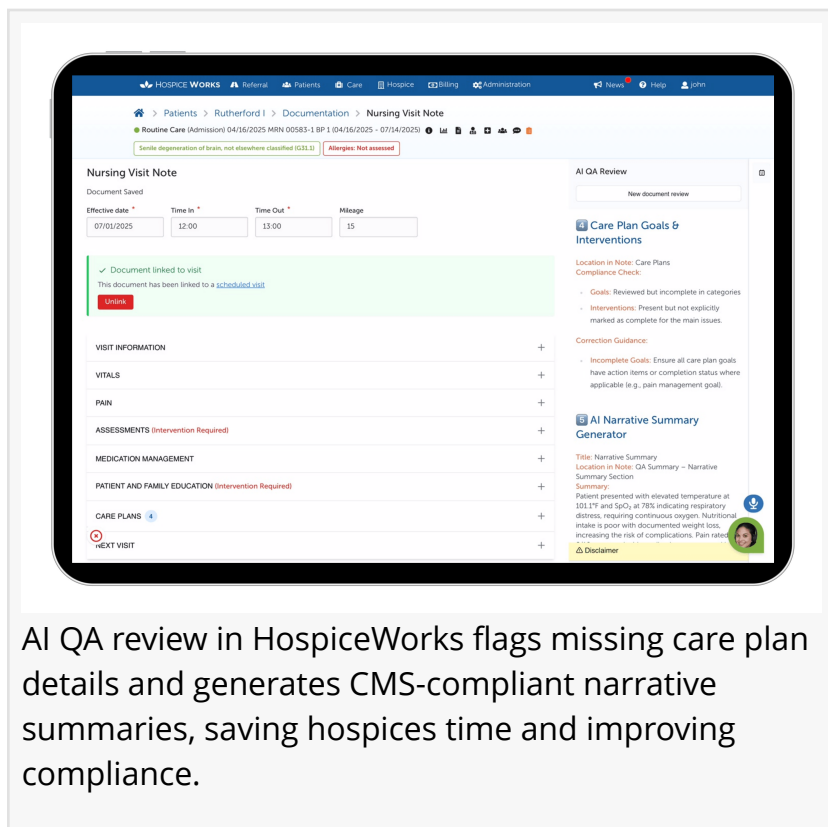 HOSPICE WORKS Referral Patients Care Hospice Billing Administration News Help john
> Patients > Rutherford I > Documentation > Nursing Visit Note
Routine Care (Admission) 04/16/2025 MRN 00583-1 BP 1 (04/16/2025 - 07/14/2025)
Senile degeneration of brain, not elsewhere classified (G31.1) Allergies: Not assessed
Nursing Visit Note
Document Saved
Effective date * Time In * Time Out * Mileage
07/01/2025 12:00 13:00 15
Document linked to visit
This document has been linked to a scheduled visit
Unlink
VISIT INFORMATION
VITALS
PAIN
ASSESSMENTS (Intervention Required)
MEDICATION MANAGEMENT
PATIENT AND FAMILY EDUCATION (Intervention Required)
CARE PLANS 4
NEXT VISIT
AI QA Review
New document review
4 Care Plan Goals &
Interventions
Location in Note: Care Plans
Compliance Check:
Goals: Reviewed but incomplete in categories
Interventions: Present but not explicitly
marked as complete for the main issues.
Correction Guidance:
Incomplete Goals: Ensure all care plan goals
have action items or completion status where
applicable (e.g., pain management goal).
5 AI Narrative Summary
Generator
Title: Narrative Summary
Location in Note: QA Summary – Narrative
Summary Section
Summary:
Patient presented with elevated temperature at
101.1°F and SpO₂ at 78% indicating respiratory
distress, requiring continuous oxygen. Nutritional
intake is poor with documented weight loss,
increasing the risk of complications. Pain rated
Disclaimer
AI QA review in HospiceWorks flags missing care plan
details and generates CMS-compliant narrative
summaries, saving hospices time and improving
compliance.